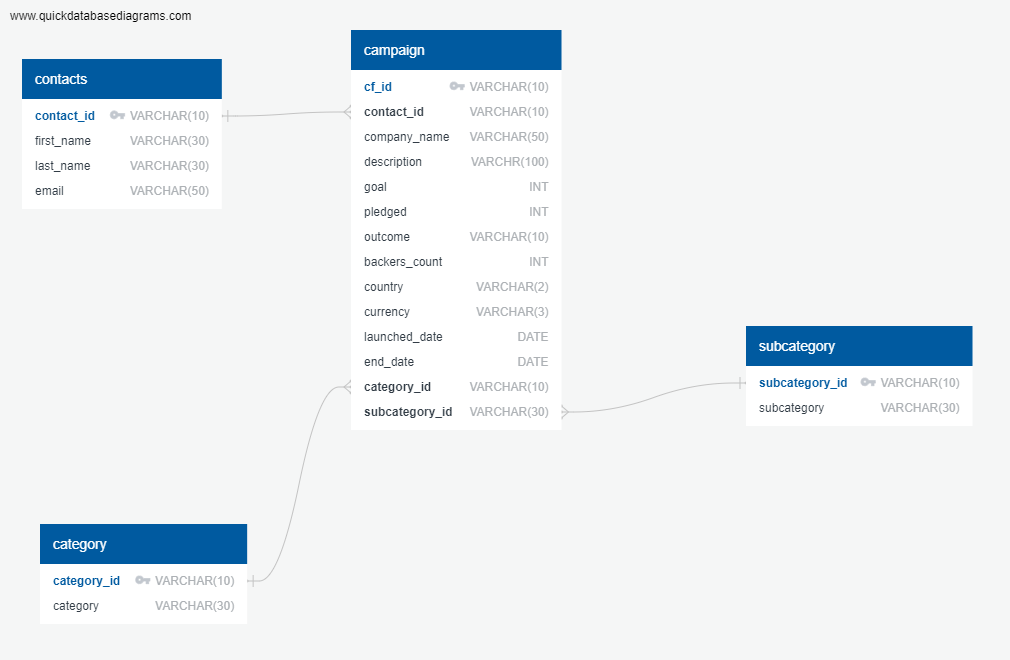 www.quickdatabasediagrams.com
contacts
contact_id VARCHAR(10)
first_name VARCHAR(30)
last_name VARCHAR(30)
email VARCHAR(50)
campaign
cf_id VARCHAR(10)
contact_id VARCHAR(10)
company_name VARCHAR(50)
description VARCHR(100)
goal INT
pledged INT
outcome VARCHAR(10)
backers_count INT
country VARCHAR(2)
currency VARCHAR(3)
launched_date DATE
end_date DATE
category_id VARCHAR(10)
subcategory_id VARCHAR(30)
subcategory
subcategory_id VARCHAR(10)
subcategory VARCHAR(30)
category
category_id VARCHAR(10)
category VARCHAR(30)